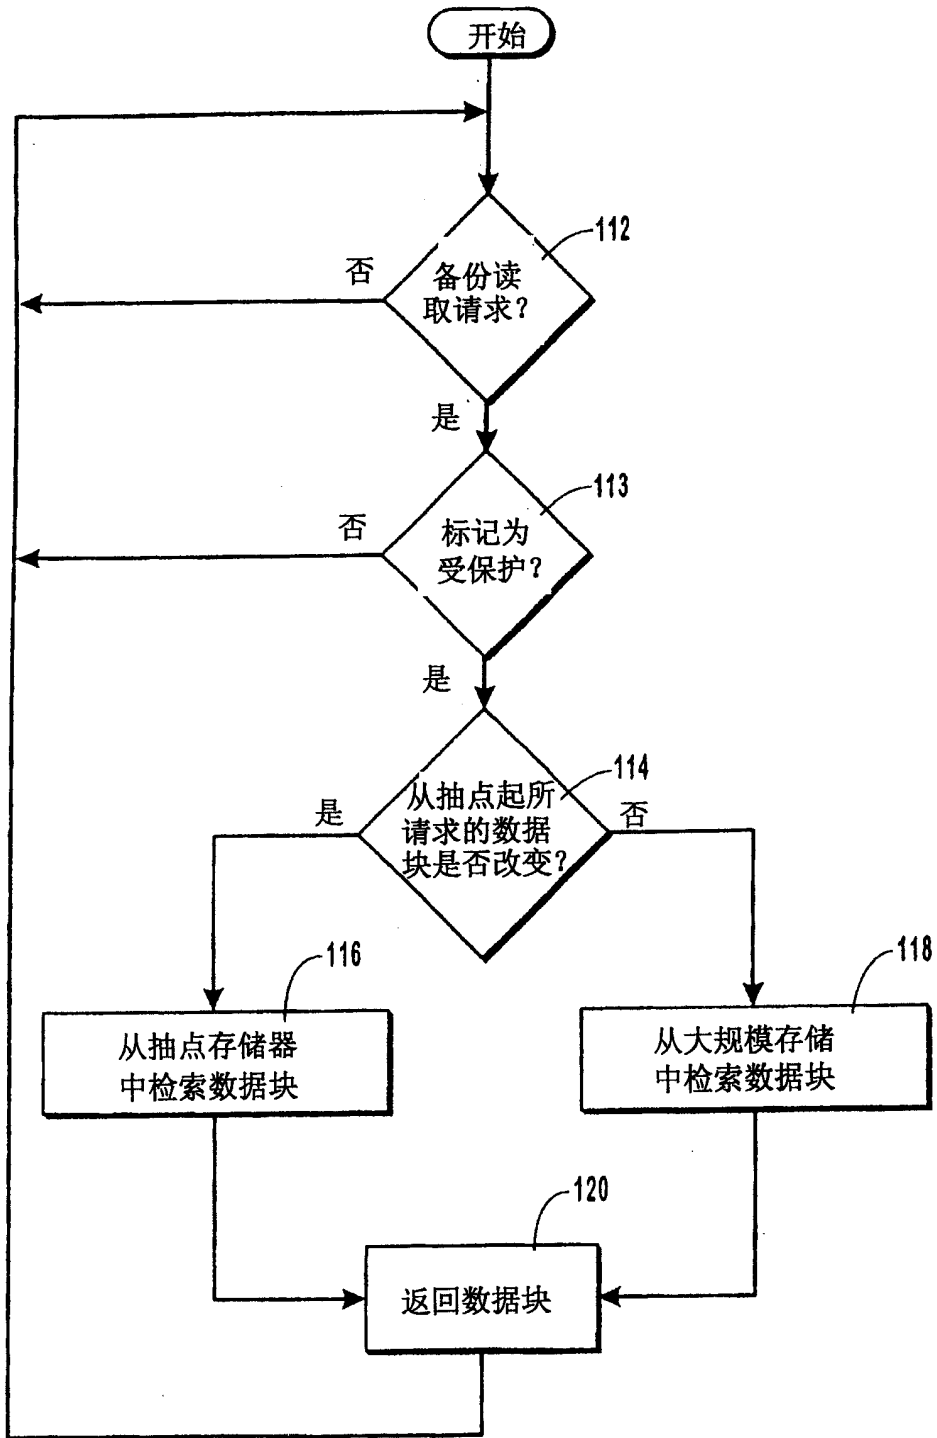 开始
112
否
备份读
取请求？
是
113
否
标记为
受保护？
是
114
是
从抽点起所
请求的数据
块是否改变？
否
116
118
从抽点存储器
中检索数据块
从大规模存储
中检索数据块
120
返回数据块